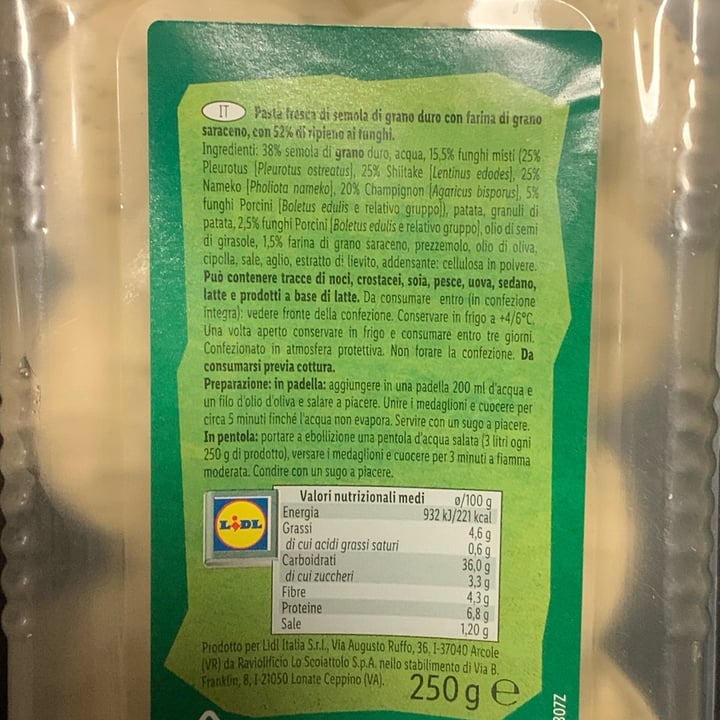 IT Pasta fresca di semola di grano duro con farina di grano
saraceno, con 52% di ripieno ai funghi.
Ingredienti: 38% semola di grano duro, acqua, 15,5% funghi misti (25%
Pleurotus [Pleurotus ostreatus], 25% Shiitake [Lentinus edodes], 25%
Nameko [Pholiota nameko], 20% Champignon [Agaricus bisporus], 5%
funghi Porcini [Boletus edulis e relativo gruppo]), patata, granuli di
patata, 2,5% funghi Porcini [Boletus edulis e relativo gruppo], olio di semi
di girasole, 1,5% farina di grano saraceno, prezzemolo, olio di oliva,
cipolla, sale, aglio, estratto di lievito, addensante: cellulosa in polvere.
Può contenere tracce di noci, crostacei, soia, pesce, uova, sedano,
latte e prodotti a base di latte. Da consumare entro (in confezione
integra): vedere fronte della confezione. Conservare in frigo a +4/6°C.
Una volta aperto conservare in frigo e consumare entro tre giorni.
Confezionato in atmosfera protettiva. Non forare la confezione. Da
consumarsi previa cottura.
Preparazione: in padella: aggiungere in una padella 200 ml d'acqua e
un filo d'olio d'oliva e salare a piacere. Unire i medaglioni e cuocere per
circa 5 minuti finché l'acqua non evapora. Servire con un sugo a piacere.
In pentola: portare a ebollizione una pentola d'acqua salata (3 litri ogni
250 g di prodotto), versare i medaglioni e cuocere per 3 minuti a fiamma
moderata. Condire con un sugo a piacere.
LIDL
Valori nutrizionali medi ø/100 g
Energia 932 kJ/221 kcal
Grassi 4,6 g
di cui acidi grassi saturi 0,6 g
Carboidrati 36,0 g
di cui zuccheri 3,3 g
Fibre 4,3 g
Proteine 6,8 g
Sale 1,20 g
Prodotto per Lidl Italia S.r.l., Via Augusto Ruffo, 36, I-37040 Arcole
(VR) da Raviolificio Lo Scoiattolo S.p.A. nello stabilimento di Via B.
Franklin, 8, I-21050 Lonate Ceppino (VA).
250 g e
307Z